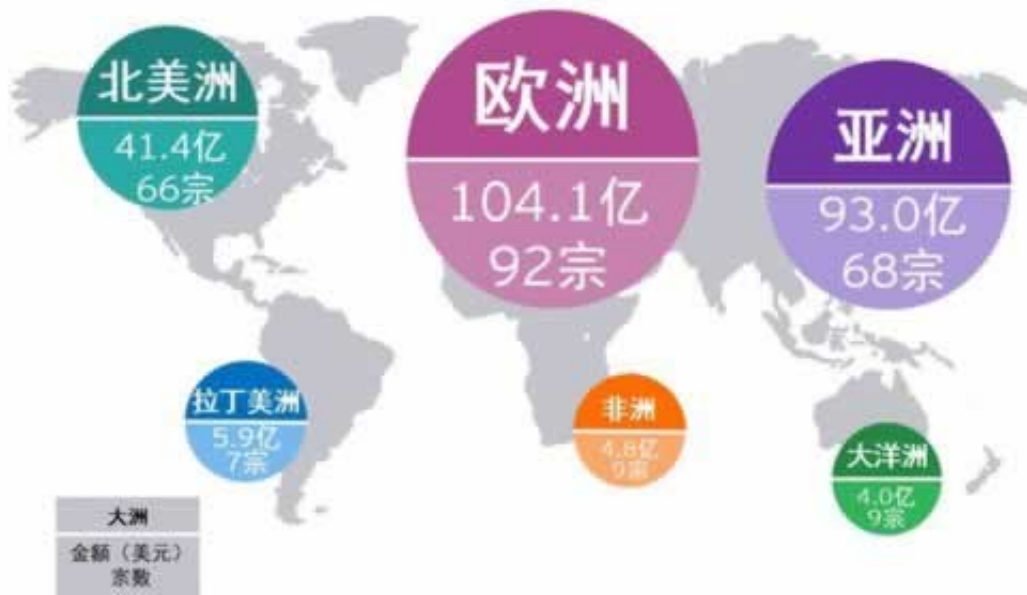 北美洲
41.4亿
66宗
欧洲
104.1亿
92宗
亚洲
93.0亿
68宗
拉丁美洲
5.9亿
7宗
非洲
4.8亿
大洋洲
4.0亿
9宗
大洲
金额（美元）
宗数